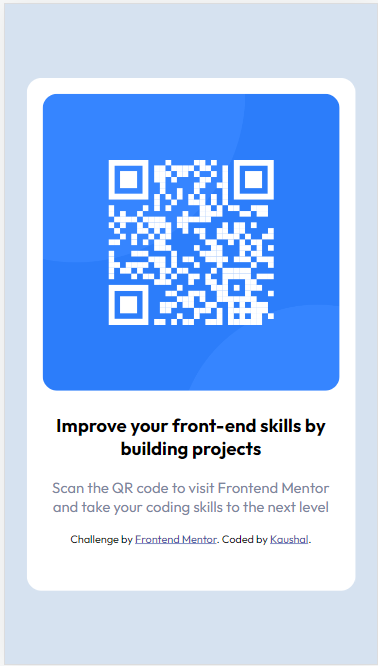 Improve your front-end skills by
building projects
Scan the QR code to visit Frontend Mentor
and take your coding skills to the next level
Challenge by Frontend Mentor. Coded by Kaushal.